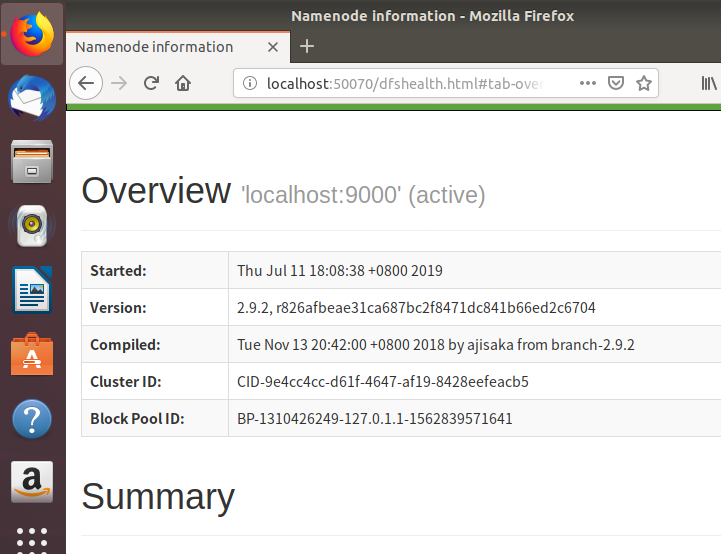 Namenode information - Mozilla Firefox
Namenode information
localhost:50070/dfshealth.html#tab-over
Overview 'localhost:9000' (active)
Started: Thu Jul 11 18:08:38 +0800 2019
Version: 2.9.2, r826afbeae31ca687bc2f8471dc841b66ed2c6704
Compiled: Tue Nov 13 20:42:00 +0800 2018 by ajisaka from branch-2.9.2
Cluster ID: CID-9e4cc4cc-d61f-4647-af19-8428eefeacb5
Block Pool ID: BP-1310426249-127.0.1.1-1562839571641
Summary